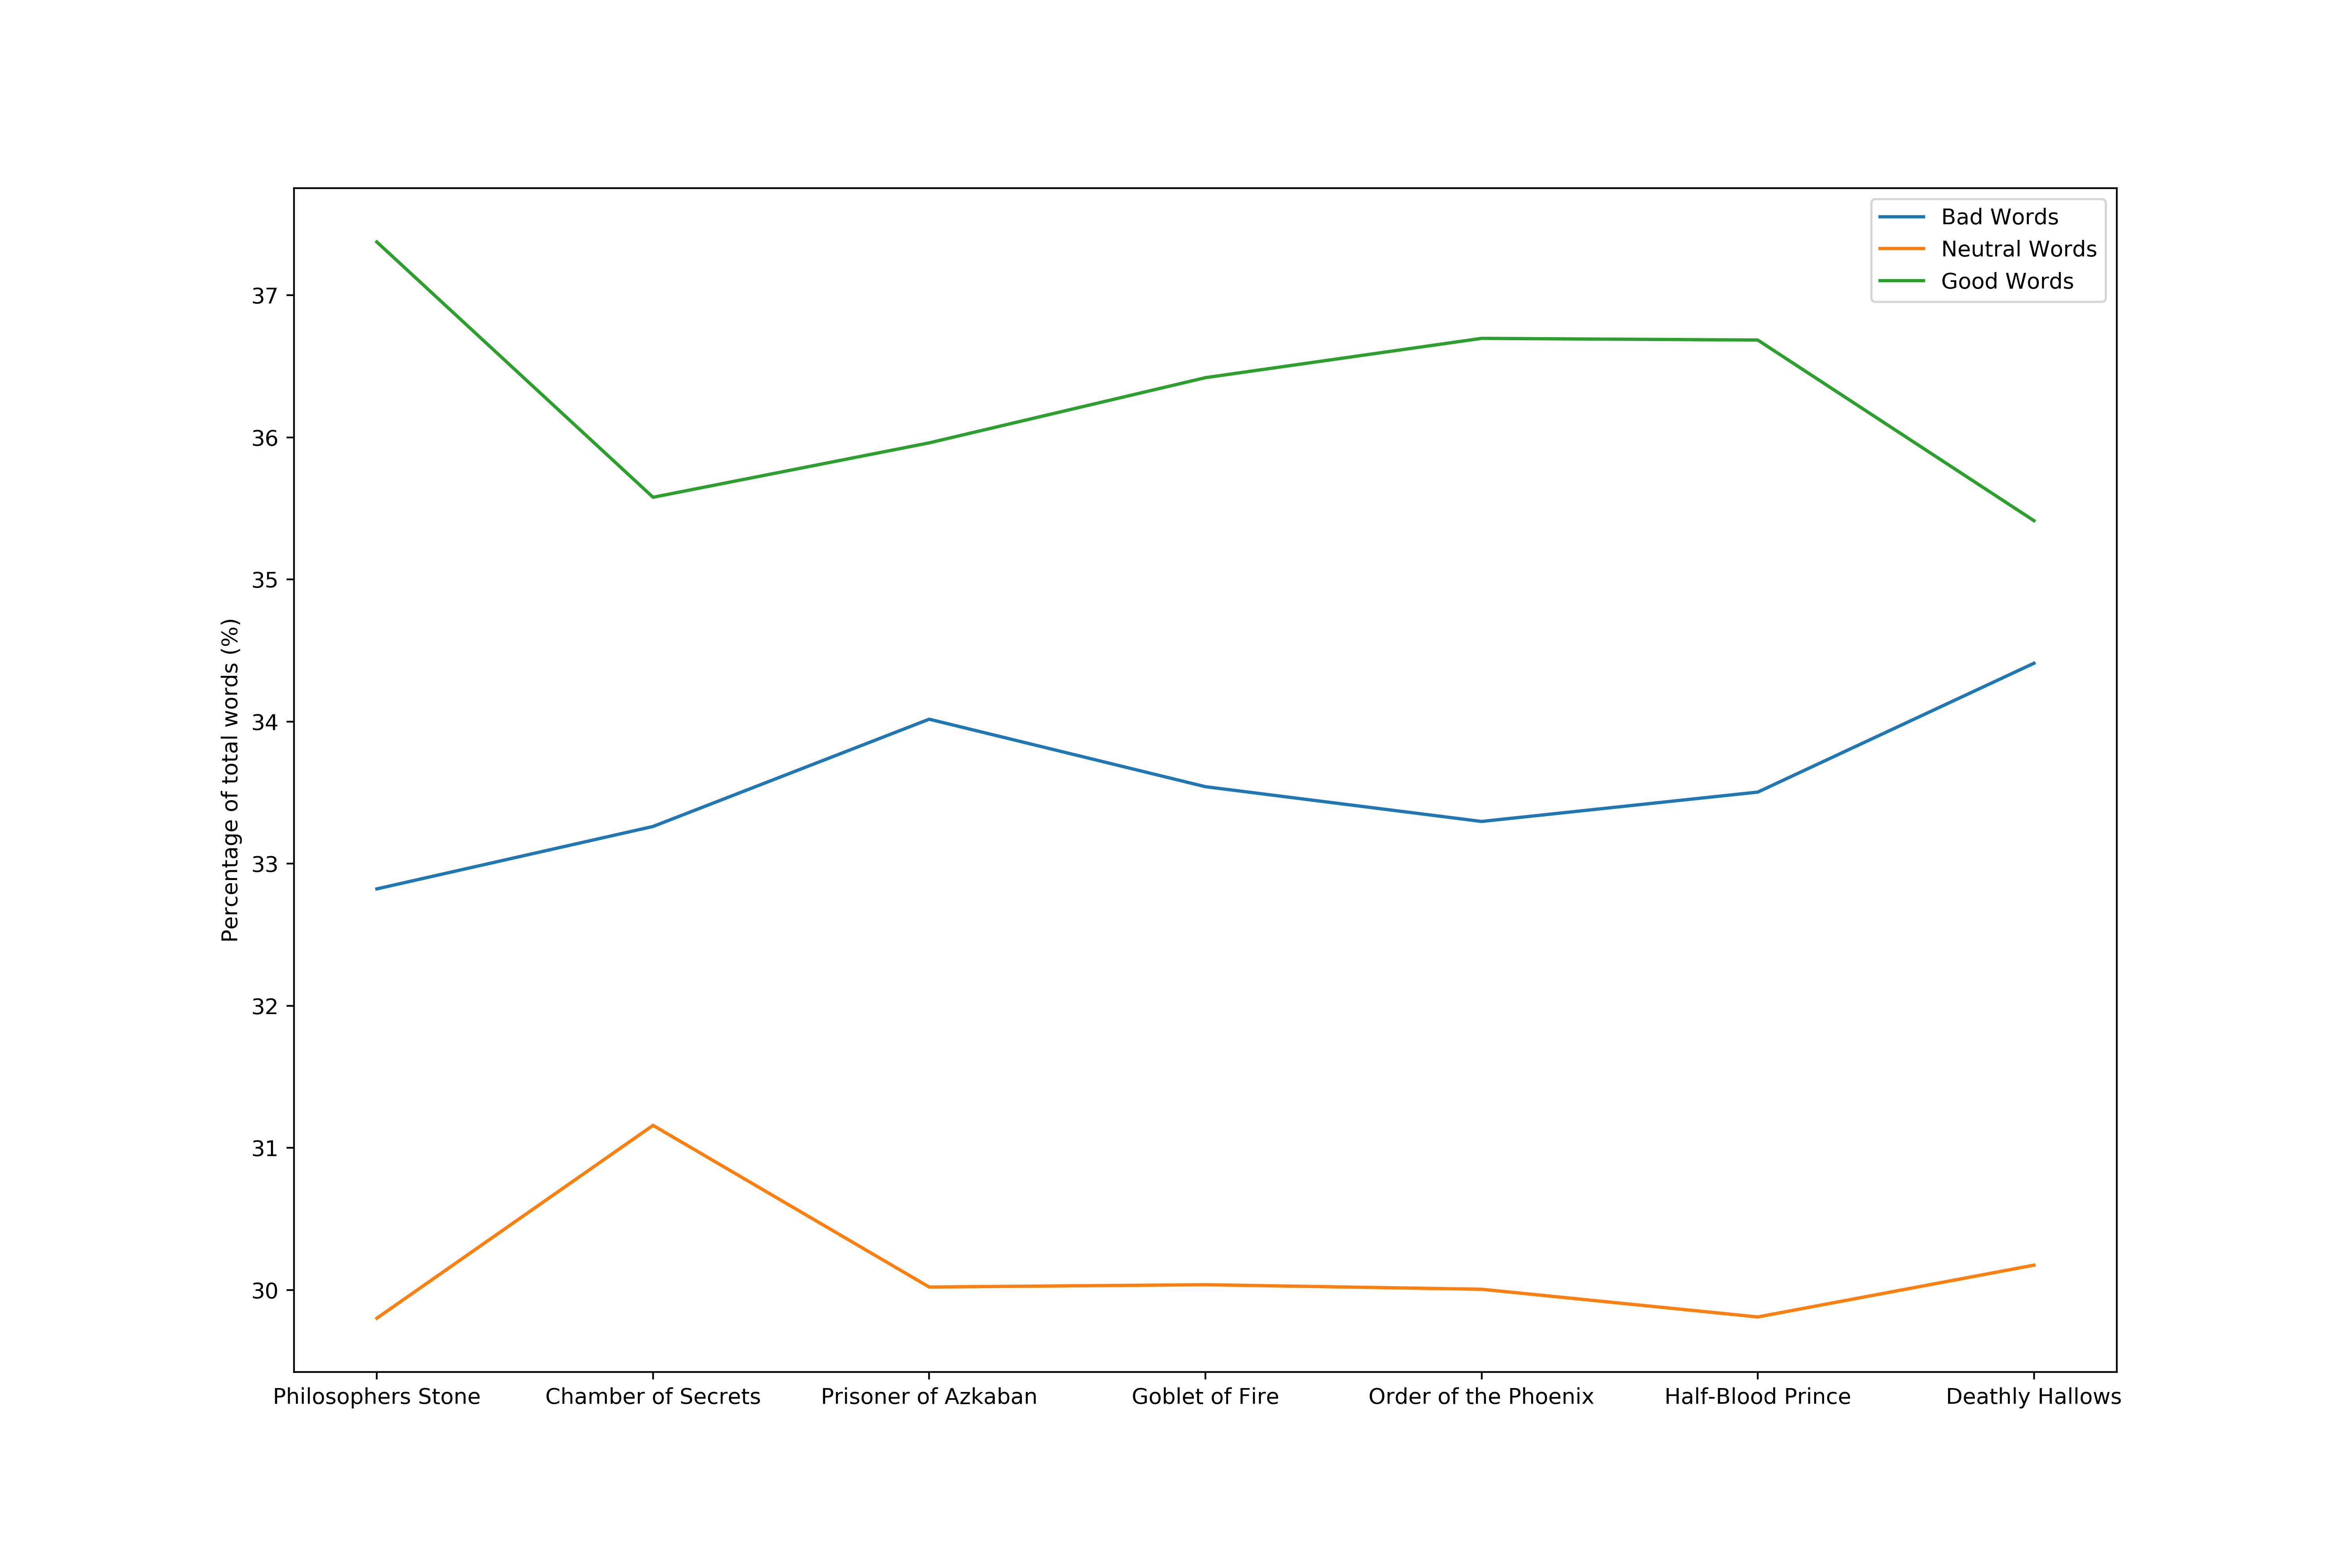 Bad Words
Neutral Words
Good Words
37
36
35
34
33
32
31
30
Percentage of total words (%)
Philosophers Stone
Chamber of Secrets
Prisoner of Azkaban
Goblet of Fire
Order of the Phoenix
Half-Blood Prince
Deathly Hallows